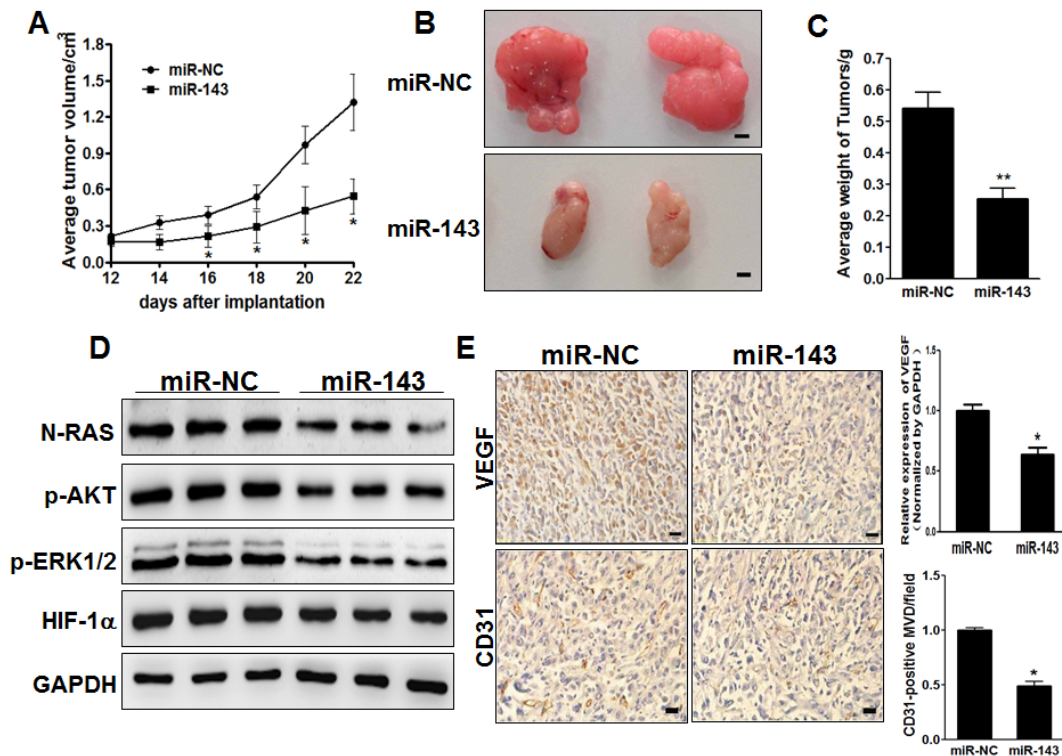 A
Average tumor volume/cm³
1.8
1.5
1.2
0.9
0.6
0.3
0.0
miR-NC
miR-143
*
*
*
*
12 14 16 18 20 22
days after implantation
B
miR-NC
miR-143
C
Average weight of Tumors/g
0.7
0.6
0.5
0.4
0.3
0.2
0.1
0.0
**
miR-NC miR-143
D
miR-NC miR-143
N-RAS
p-AKT
p-ERK1/2
HIF-1α
GAPDH
E
miR-NC miR-143
VEGF
CD31
Relative expression of VEGF
(Normalized by GAPDH)
1.5
1.0
0.5
0.0
*
miR-NC miR-143
CD31-positive MVD/field
1.5
1.0
0.5
0.0
*
miR-NC miR-143